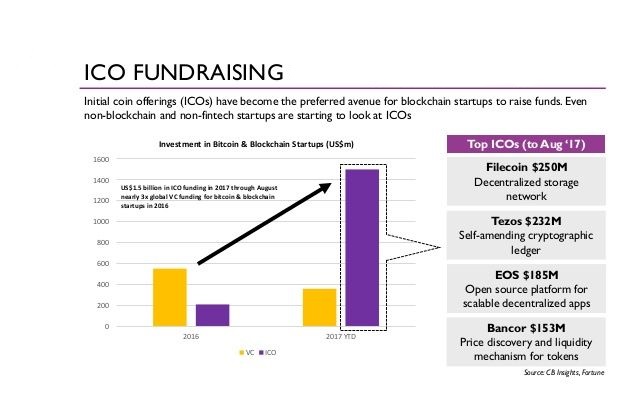 ICO FUNDRAISING
Initial coin offerings (ICOs) have become the preferred avenue for blockchain startups to raise funds. Even
non-blockchain and non-fintech startups are starting to look at ICOs
Investment in Bitcoin & Blockchain Startups (US$m)
1600
1400
1200
1000
800
600
400
200
0
US$1.5 billion in ICO funding in 2017 through August
nearly 3x global VC funding for bitcoin & blockchain
startups in 2016
2016
2017 YTD
VC
ICO
Top ICOs (to Aug ‘17)
Filecoin $250M
Decentralized storage
network
Tezos $232M
Self-amending cryptographic
ledger
EOS $185M
Open source platform for
scalable decentralized apps
Bancor $153M
Price discovery and liquidity
mechanism for tokens
Source: CB Insights, Fortune